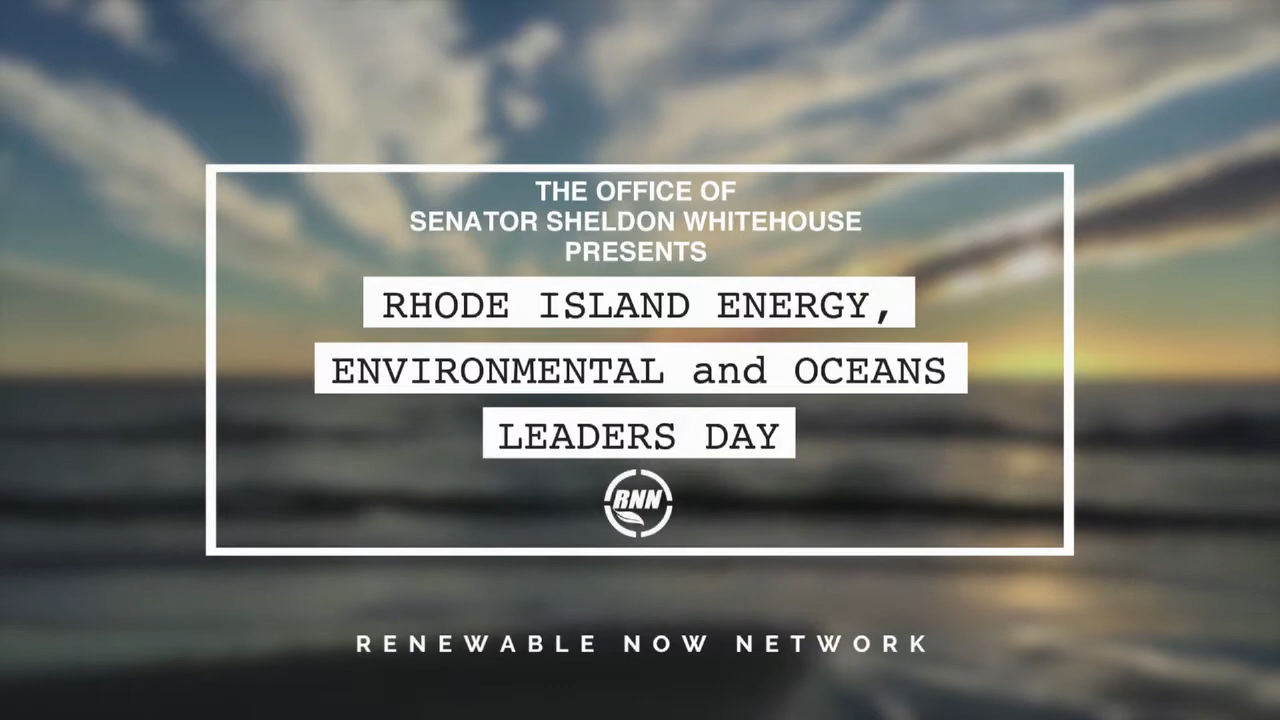 THE OFFICE OF
SENATOR SHELDON WHITEHOUSE
PRESENTS
RHODE ISLAND ENERGY,
ENVIRONMENTAL and OCEANS
LEADERS DAY
RNN
RENEWABLE NOW NETWORK